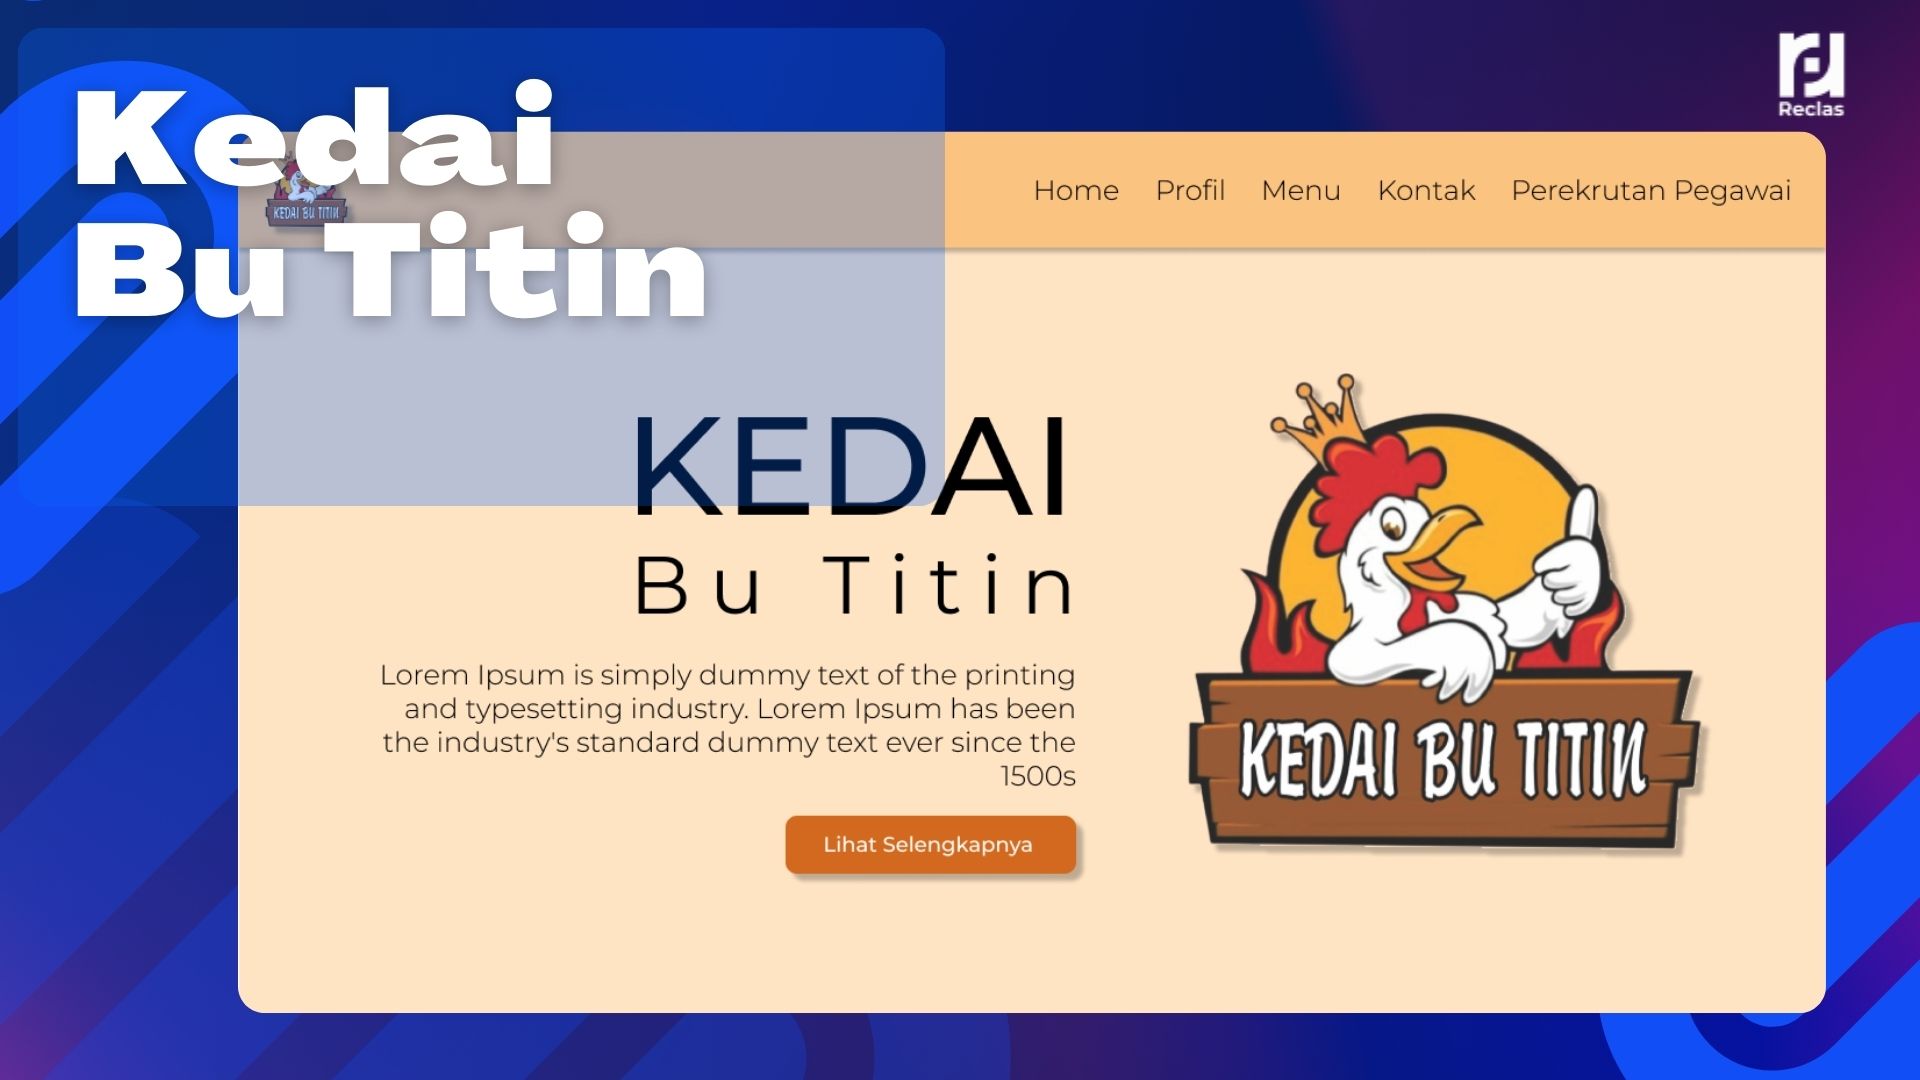 Reclas
Kedai
Bu Titin
KEDAI BU TITIN
Home Profil Menu Kontak Perekrutan Pegawai
KEDAI
Bu Titin
Lorem Ipsum is simply dummy text of the printing
and typesetting industry. Lorem Ipsum has been
the industry's standard dummy text ever since the
1500s
Lihat Selengkapnya
KEDAI BU TITIN